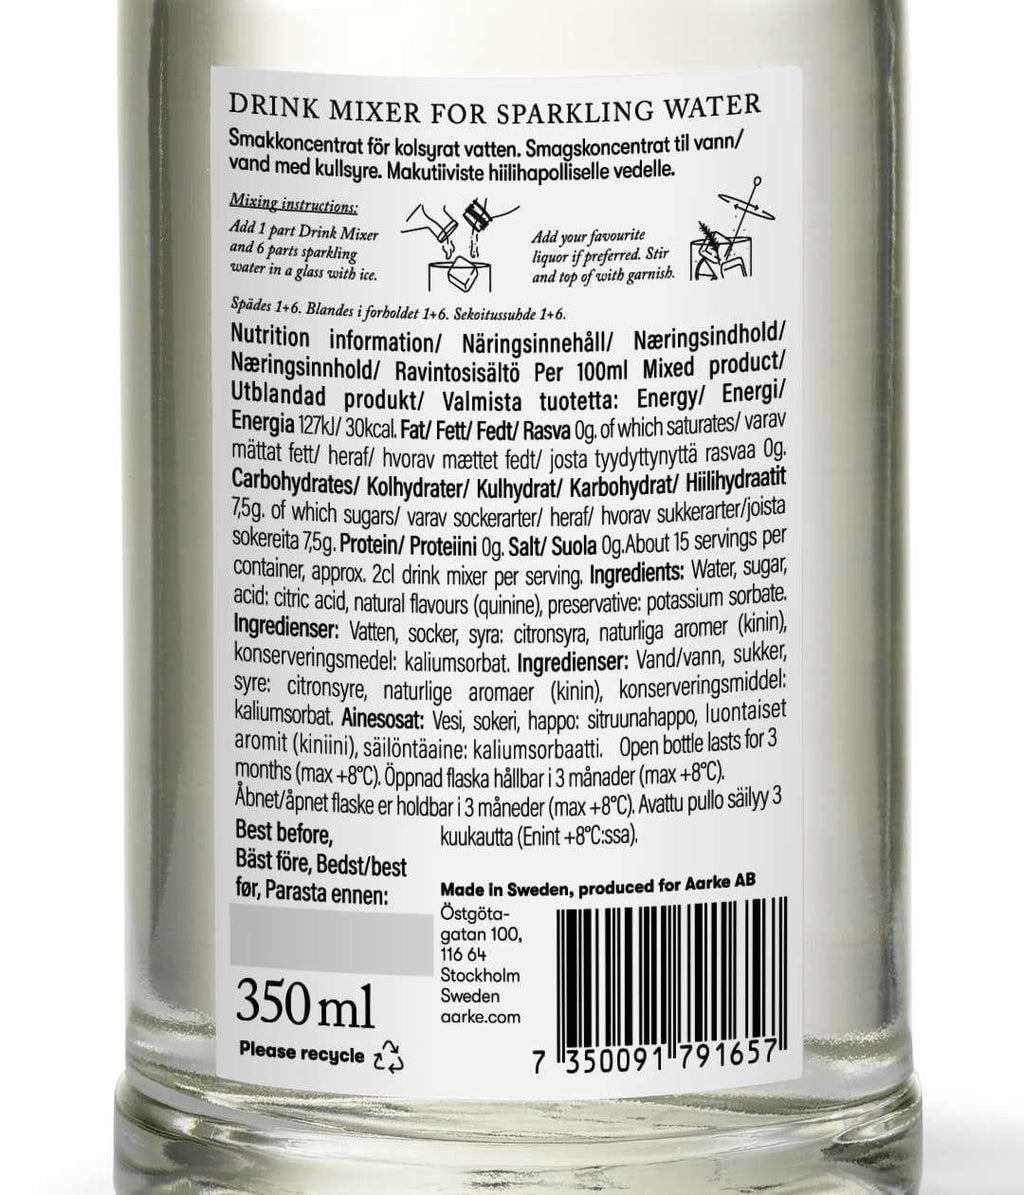 DRINK MIXER FOR SPARKLING WATER
Smakkoncentrat för kolsyrat vatten. Smagskoncentrat til vann/
vand med kullsyre. Makutiiviste hiilihapolliselle vedelle.
Mixing instructions:
Add 1 part Drink Mixer
and 6 parts sparkling
water in a glass with ice.
Add your favourite
liquor if preferred. Stir
and top of with garnish.
Spädes 1+6. Blandes i forholdet 1+6. Sekoitussuhde 1+6.
Nutrition information/ Näringsinnehåll/ Næringsindhold/
Næringsinnhold/ Ravintosisältö Per 100ml Mixed product/
Utblandad produkt/ Valmista tuotetta: Energy/ Energi/
Energia 127kJ/ 30kcal. Fat/ Fett/ Fedt/ Rasva 0g. of which saturates/ varav
mättat fett/ heraf/ hvorav mættet fedt/ josta tyydyttynyttä rasvaa 0g.
Carbohydrates/ Kolhydrater/ Kulhydrat/ Karbohydrat/ Hiilihydraatit
7,5g. of which sugars/ varav sockerarter/ heraf/ hvorav sukkerarter/joista
sokereita 7,5g. Protein/ Proteiini 0g. Salt/ Suola 0g.About 15 servings per
container, approx. 2cl drink mixer per serving. Ingredients: Water, sugar,
acid: citric acid, natural flavours (quinine), preservative: potassium sorbate.
Ingredienser: Vatten, socker, syra: citronsyra, naturliga aromer (kinin),
konserveringsmedel: kaliumsorbat. Ingredienser: Vand/vann, sukker,
syre: citronsyre, naturlige aromaer (kinin), konserveringsmiddel:
kaliumsorbat. Ainesosat: Vesi, sokeri, happo: sitruunahappo, luontaiset
aromit (kiniini), säilöntäaine: kaliumsorbaatti. Open bottle lasts for 3
months (max +8°C). Öppnad flaska hållbar i 3 månader (max +8°C).
Åbnet/åpnet flaske er holdbar i 3 måneder (max +8°C). Avattu pullo säilyy 3
kuukautta (Enint +8°C:ssa).
Best before,
Bäst före, Bedst/best
før, Parasta ennen:
350 ml
Please recycle
Made in Sweden, produced for Aarke AB
Östgöta-
gatan 100,
116 64
Stockholm
Sweden
aarke.com
7 350091 791657